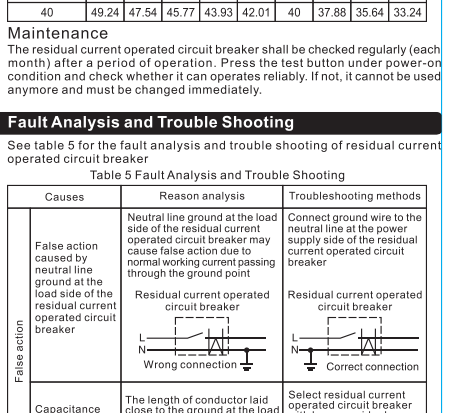 40 49.24 47.54 45.77 43.93 42.01 40 37.88 35.64 33.24
Maintenance
The residual current operated circuit breaker shall be checked regularly (each
month) after a period of operation. Press the test button under power-on
condition and check whether it can operates reliably. If not, it cannot be used
anymore and must be changed immediately.
Fault Analysis and Trouble Shooting
See table 5 for the fault analysis and trouble shooting of residual current
operated circuit breaker
Table 5 Fault Analysis and Trouble Shooting
Causes Reason analysis Troubleshooting methods
False action
False action
caused by
neutral line
ground at the
load side of the
residual current
operated circuit
breaker
Neutral line ground at the load
side of the residual current
operated circuit breaker may
cause false action due to
normal working current passing
through the ground point
Residual current operated
circuit breaker
L
N
Wrong connection
Connect ground wire to the
neutral line at the power
supply side of the residual
current operated circuit
breaker
Residual current operated
circuit breaker
L
N
Correct connection
Capacitance
The length of conductor laid
close to the ground at the load
Select residual current
operated circuit breaker